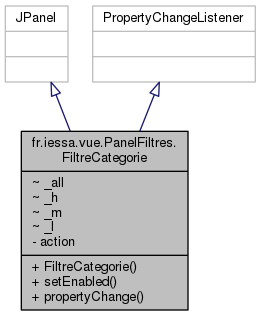 JPanel
PropertyChangeListener
fr.iessa.vue.PanelFiltres.
FiltreCategorie
~ _all
~ _h
~ _m
~ _l
- action
+ FiltreCategorie()
+ setEnabled()
+ propertyChange()